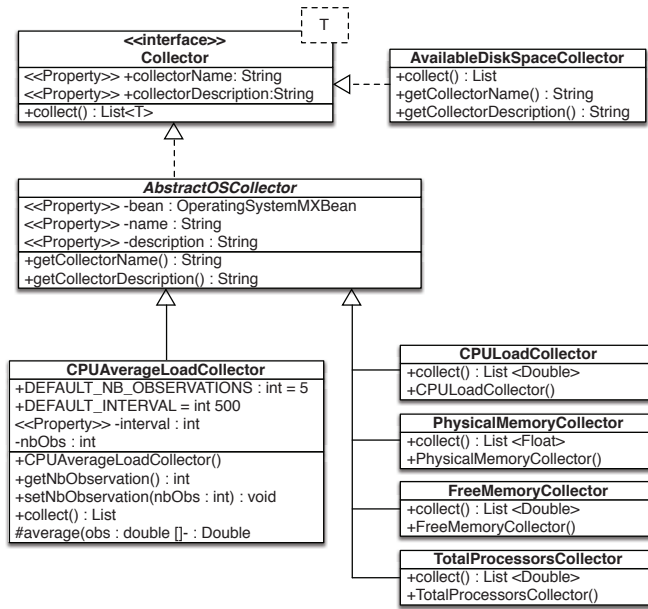 T
<<interface>>
Collector
<<Property>> +collectorName: String
<<Property>> +collectorDescription:String
+collect() : List<T>
AvailableDiskSpaceCollector
+collect() : List
+getCollectorName() : String
+getCollectorDescription() : String
AbstractOSCollector
<<Property>> -bean : OperatingSystemMXBean
<<Property>> -name : String
<<Property>> -description : String
+getCollectorName() : String
+getCollectorDescription() : String
CPUAverageLoadCollector
+DEFAULT_NB_OBSERVATIONS : int = 5
+DEFAULT_INTERVAL = int 500
<<Property>> -interval : int
-nbObs : int
+CPUAverageLoadCollector()
+getNbObservation() : int
+setNbObservation(nbObs : int) : void
+collect() : List
#average(obs : double []- : Double
CPULoadCollector
+collect() : List <Double>
+CPULoadCollector()
PhysicalMemoryCollector
+collect() : List <Float>
+PhysicalMemoryCollector()
FreeMemoryCollector
+collect() : List <Double>
+FreeMemoryCollector()
TotalProcessorsCollector
+collect() : List <Double>
+TotalProcessorsCollector()